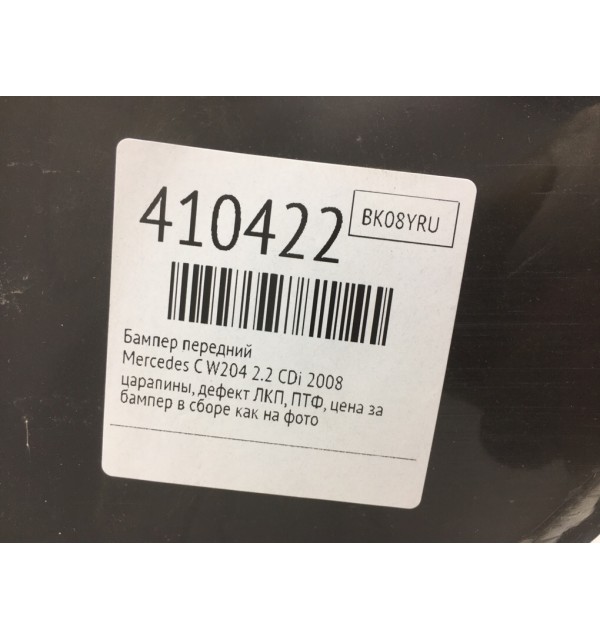 410422
BK08YRU
Бампер передний
Mercedes C W204 2.2 CDi 2008
царапины, дефект ЛКП, ПТФ, цена за
бампер в сборе как на фото